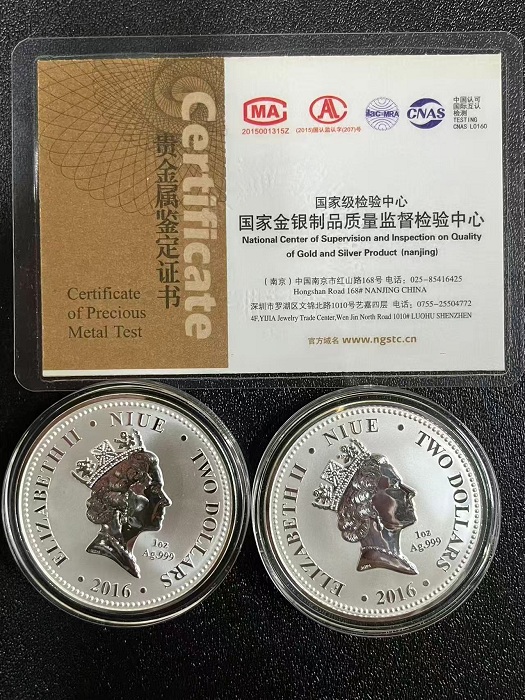 Certificate
贵金属鉴定证书
Certificate
of Precious
Metal Test
MA
2015001315Z
AL
(2015)国认监认字(207)号
ilac-MRA
CNAS
中国认可
国际互认
检测
TESTING
CNAS L0160
国家级检验中心
国家金银制品质量监督检验中心
National Center of Supervision and Inspection on Quality
of Gold and Silver Product (nanjing)
(南京)中国南京市红山路168号 电话：025-85416425
Hongshan Road 168# NANJING CHINA
深圳市罗湖区文锦北路1010号艺嘉四层 电话：0755-25504772
4F,YIJIA Jewelry Trade Center,Wen Jin North Road 1010# LUOHU SHENZHEN
官方域名 www.ngstc.cn
ELIZABETH II • NIUE • TWO DOLLARS • 2016 •
1oz
Ag.999
ELIZABETH II • NIUE • TWO DOLLARS • 2016 •
1oz
Ag.999